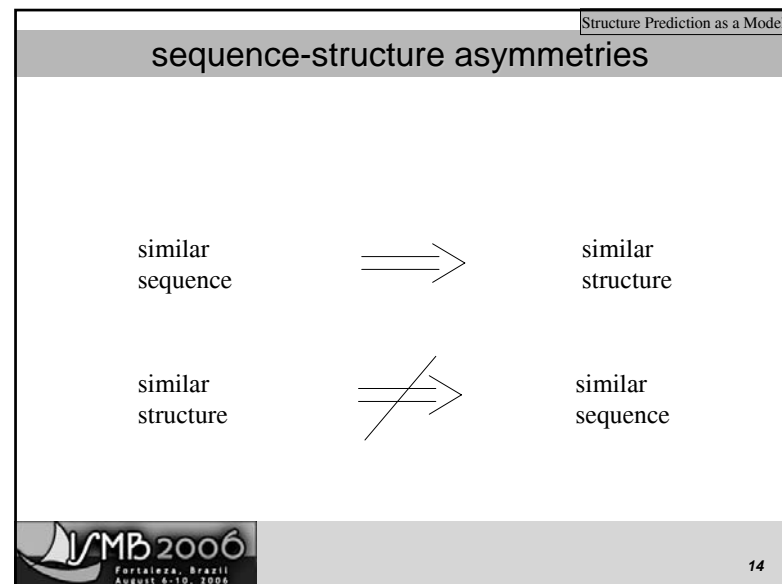 Structure Prediction as a Mode
sequence-structure asymmetries
similar
sequence
similar
structure
similar
structure
similar
sequence
ISMB 2006
Fortaleza, Brazil
August 6-10, 2006
14